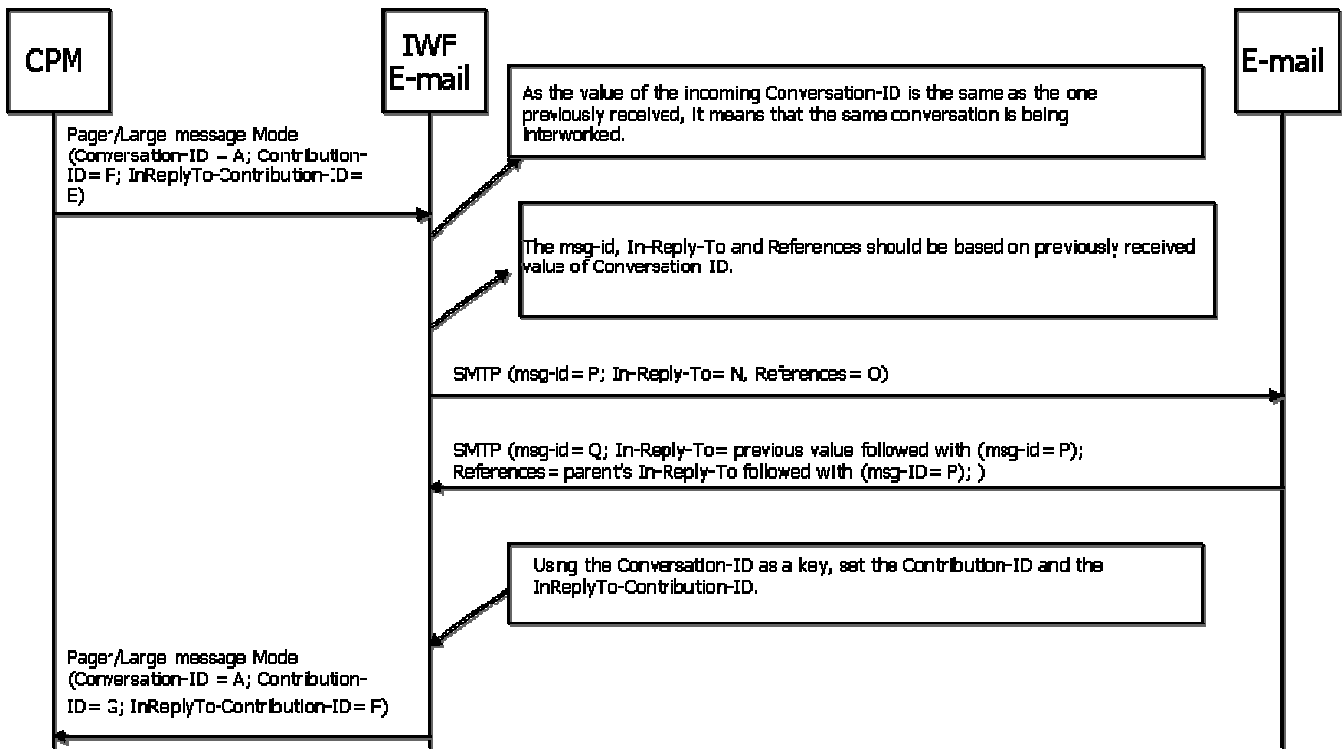 CPM
IWF
E-mail
E-mail
As the value of the incoming Conversation-ID is the same as the one
previously received, it means that the same conversation is being
interworked.
Pager/Large message Mode
(Conversation-ID = A; Contribution-
ID= F; InReplyTo-Contribution-ID=
E)
The msg-id, In-Reply-To and References should be based on previously received
value of Conversation ID.
SMTP (msg-id= P; In-Reply-To= N, References= O)
SMTP (msg-id= Q; In-Reply-To= previous value followed with (msg-id= P);
References= parent's In-Reply-To followed with (msg-ID= P); )
Using the Conversation-ID as a key, set the Contribution-ID and the
InReplyTo-Contribution-ID.
Pager/Large message Mode
(Conversation-ID = A; Contribution-
ID= G; InReplyTo-Contribution-ID= F)